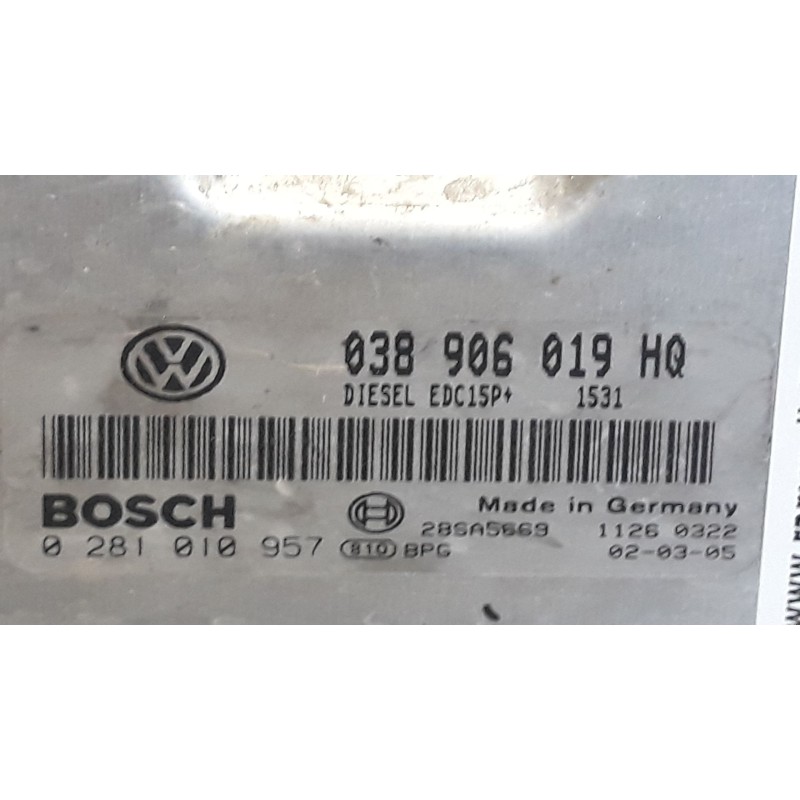 038 906 019 HQ
DIESEL EDC15P+ 1531
BOSCH
Made in Germany
28SA5669 1126 0322
0 281 010 957 810 BPG 02-03-05
www.